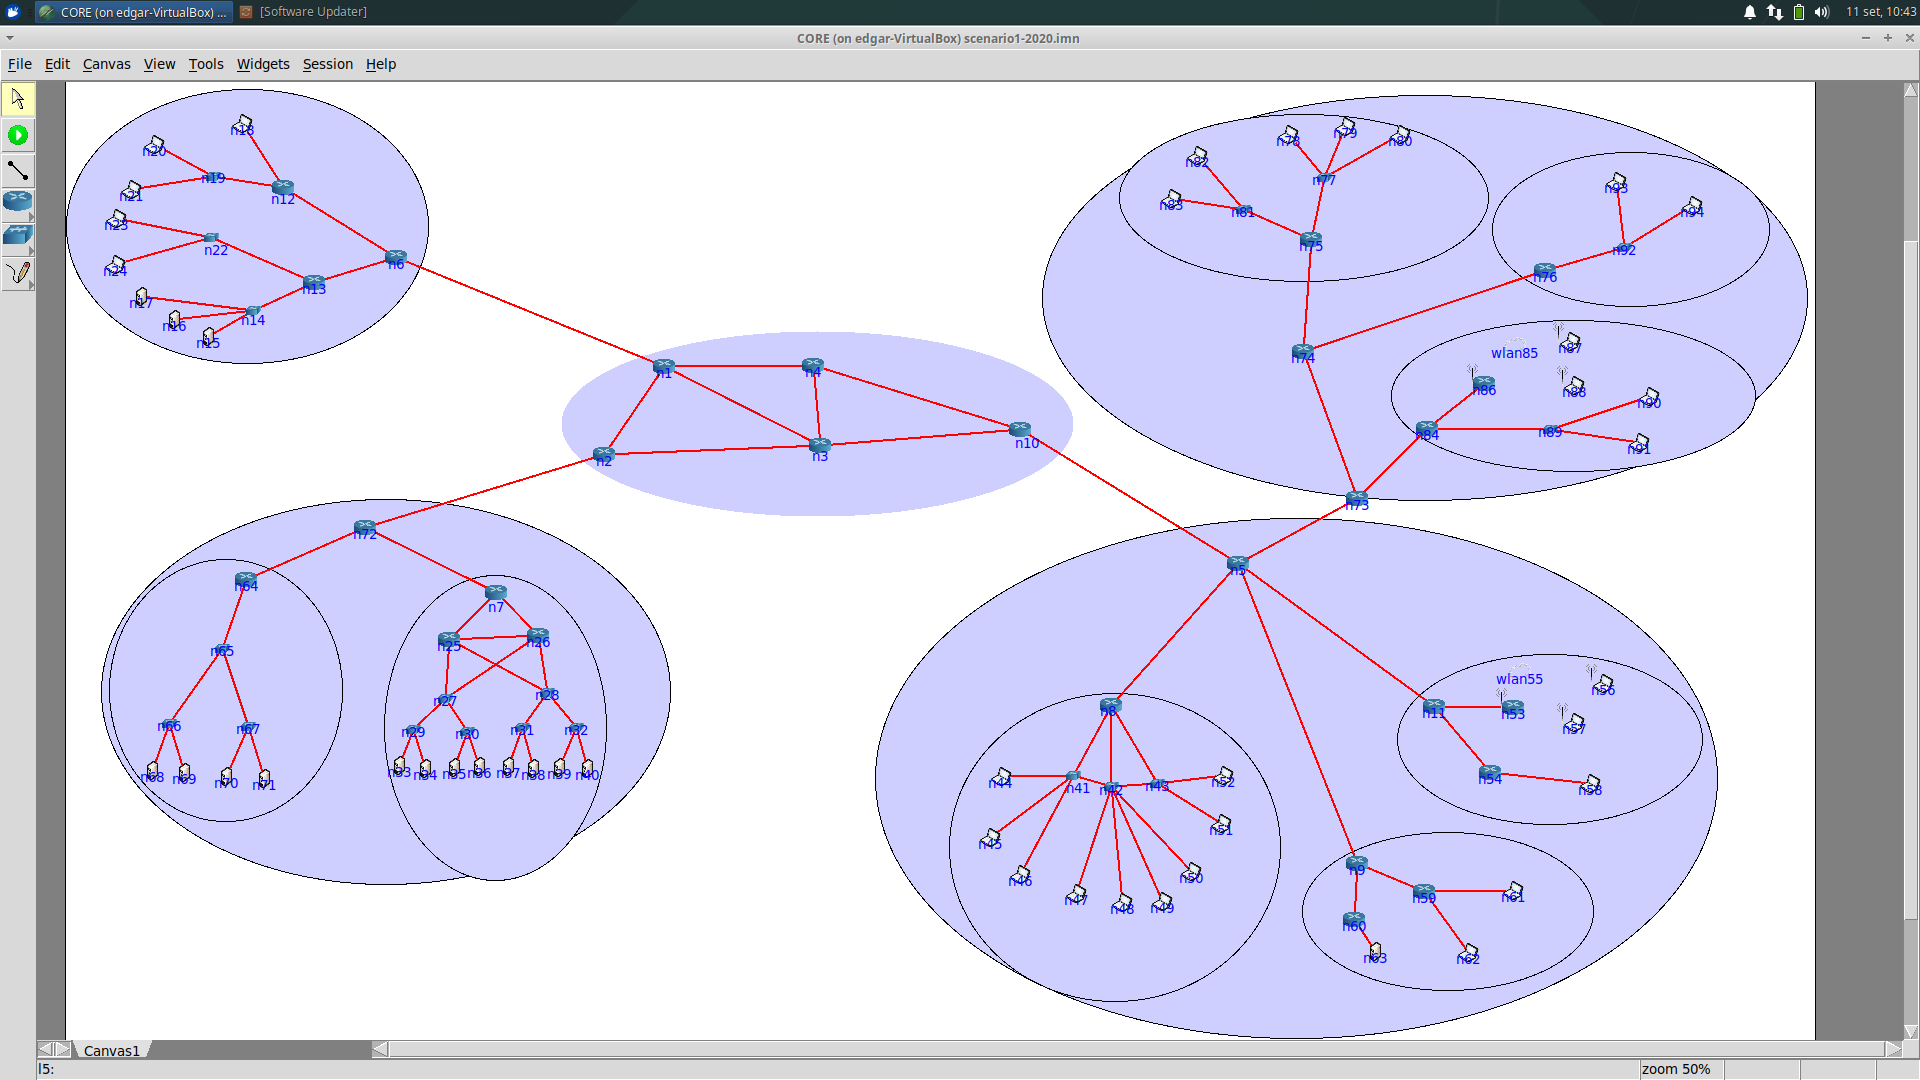 CORE (on edgar-VirtualBox) ...
[Software Updater]
11 set, 10:43
CORE (on edgar-VirtualBox) scenario1-2020.imn
File Edit Canvas View Tools Widgets Session Help
n18
n20
n19
n21
n12
n23
n22
n24
n6
n13
n17
n14
n16
n15
n78
n79
n80
n82
n77
n83
n81
n75
n93
n94
n92
n76
n74
wlan85
n87
n86
n88
n90
n84
n89
n91
n73
n1
n4
n2
n3
n10
n72
n64
n7
n65
n25
n26
n27
n28
n66
n67
n29
n30
n31
n32
n68
n69
n70
n71
n33
n34
n35
n36
n37
n38
n39
n40
n5
n8
n11
wlan55
n53
n56
n57
n54
n58
n44
n41
n42
n43
n52
n45
n51
n46
n50
n47
n48
n49
n9
n59
n61
n60
n63
n62
Canvas1
l5:
zoom 50%